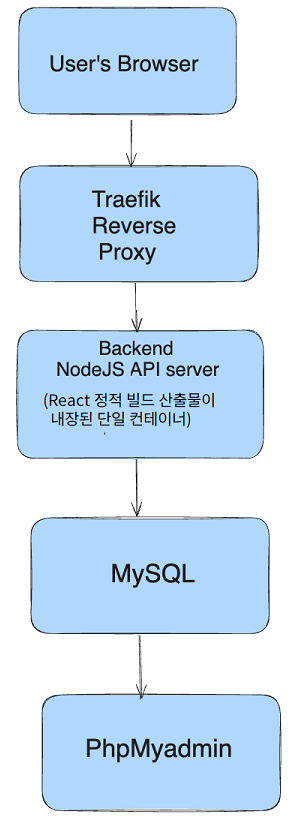 User's Browser
Traefik
Reverse
Proxy
Backend
NodeJS API server
(React 정적 빌드 산출물이
내장된 단일 컨테이너)
MySQL
PhpMyadmin